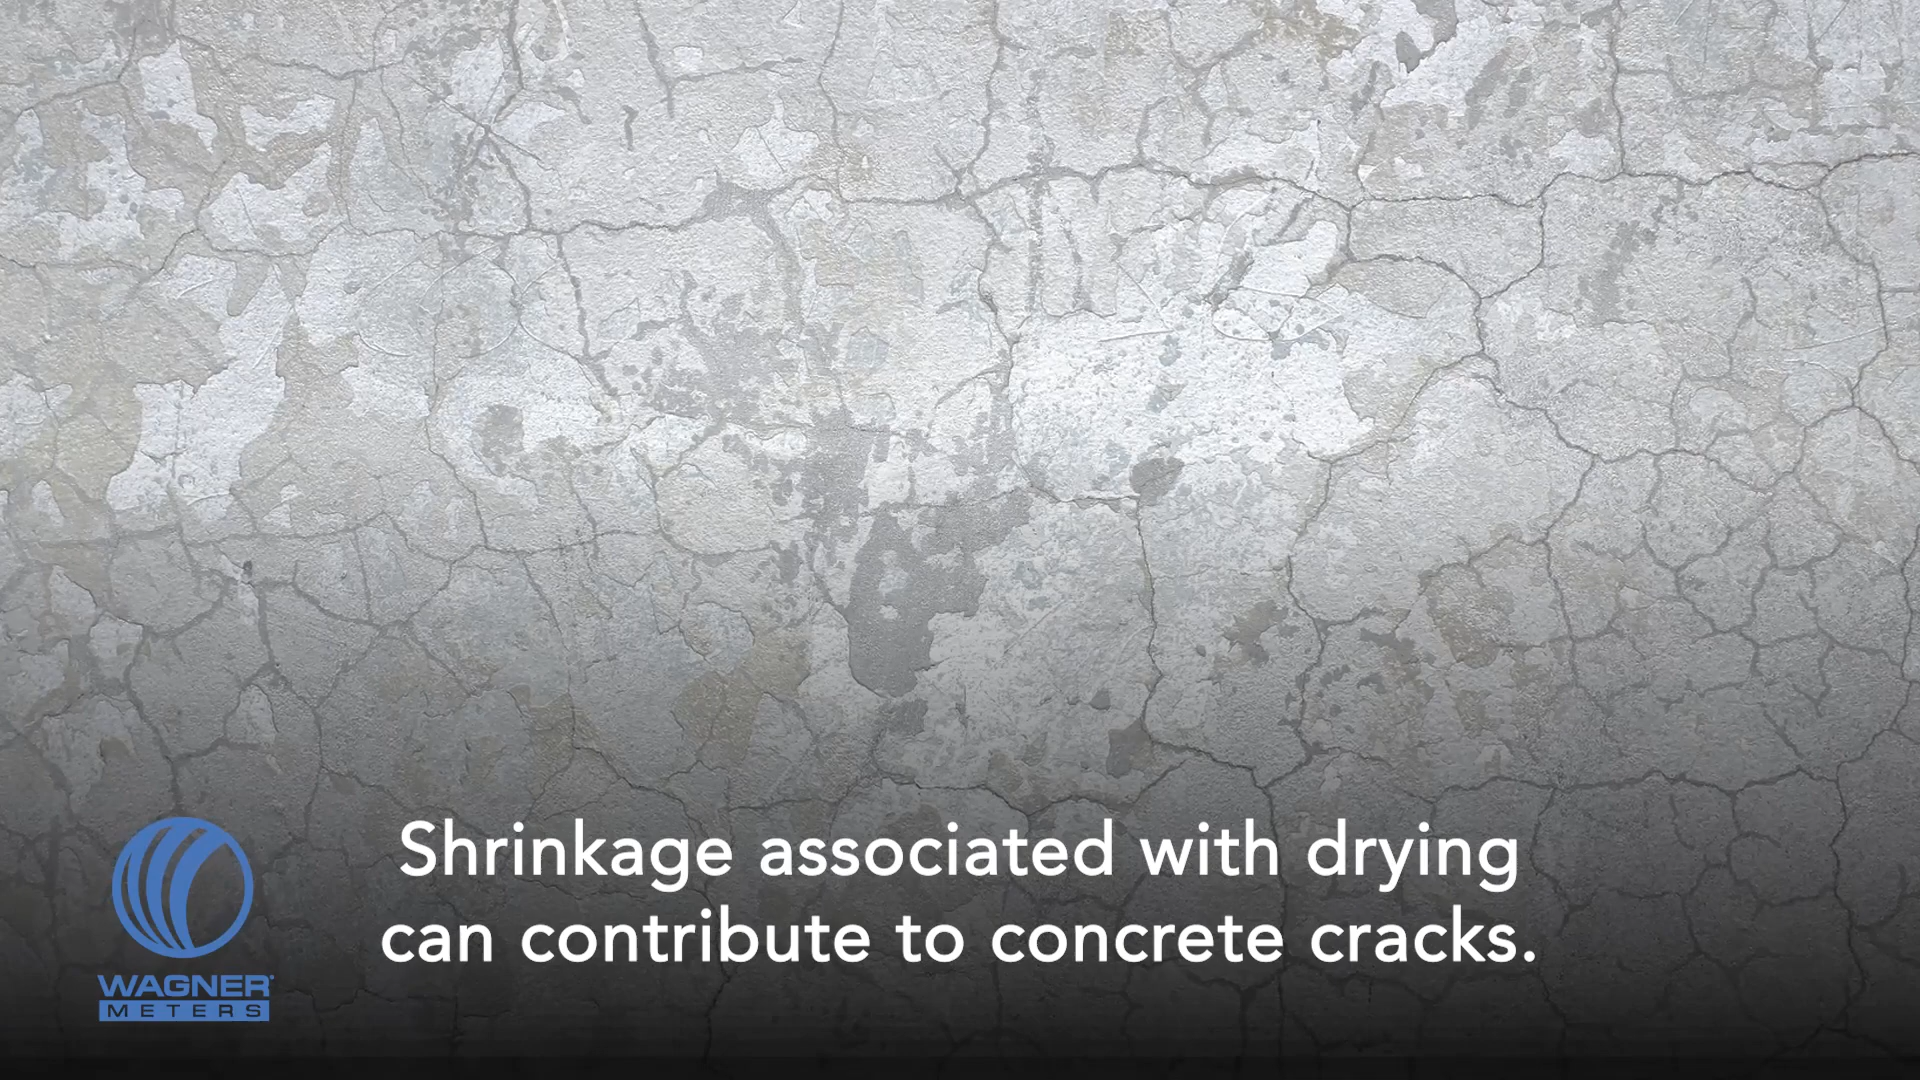 Shrinkage associated with drying
can contribute to concrete cracks.
WAGNER
METERS